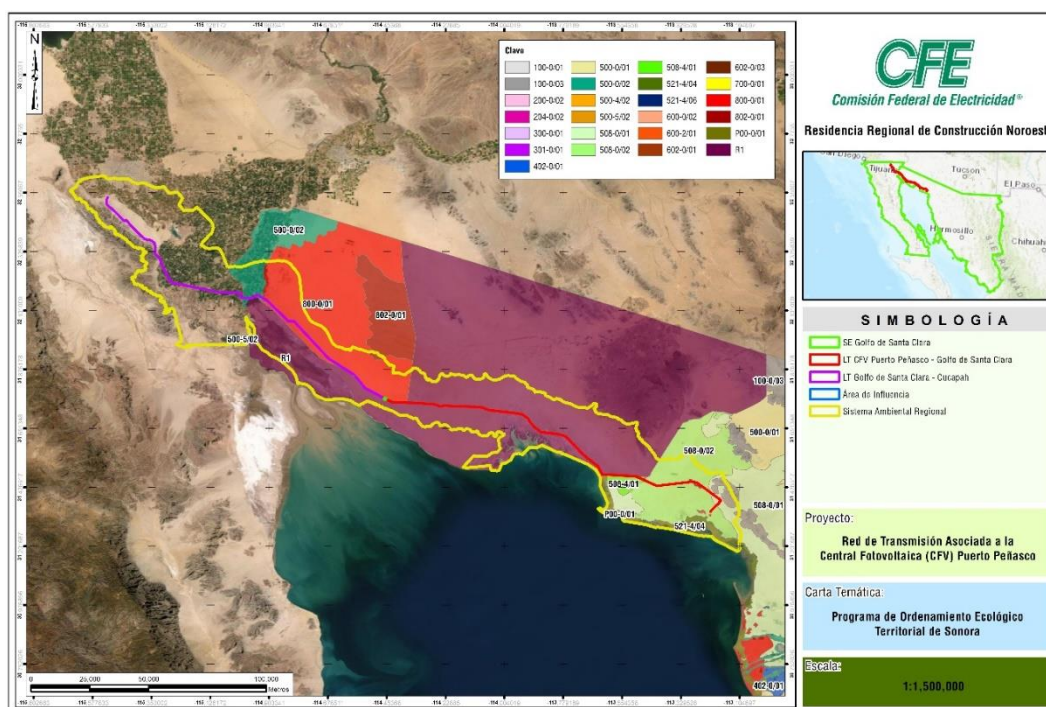 N
Clave
100-0/01
100-0/03
200-0/02
204-0/02
300-0/01
301-0/01
402-0/01
500-0/01
500-0/02
500-4/02
500-5/02
508-0/01
508-0/02
508-4/01
521-4/04
521-4/06
600-0/02
600-2/01
602-0/01
602-0/03
700-0/01
800-0/01
802-0/01
P00-0/01
R1
500-0/02
800-0/01
802-0/01
500-5/02
R1
100-0/03
500-0/01
508-0/02
508-4/01
508-0/01
P00-0/01
521-4/04
402-0/01
0 25,000 50,000 100,000
Metros
CFE
Comisión Federal de Electricidad®
Residencia Regional de Construcción Noroest
San Diego
Tijuana
Tucson
El Paso
Hermosillo
Chihuahu
SIMBOLOGÍA
SE Golfo de Santa Clara
LT CFV Puerto Peñasco - Golfo de Santa Clara
LT Golfo de Santa Clara - Cucapah
Área de Influencia
Sistema Ambiental Regional
Proyecto:
Red de Transmisión Asociada a la
Central Fotovoltaica (CFV) Puerto Peñasco
Carta Temática:
Programa de Ordenamiento Ecológico
Territorial de Sonora
Escala:
1:1,500,000